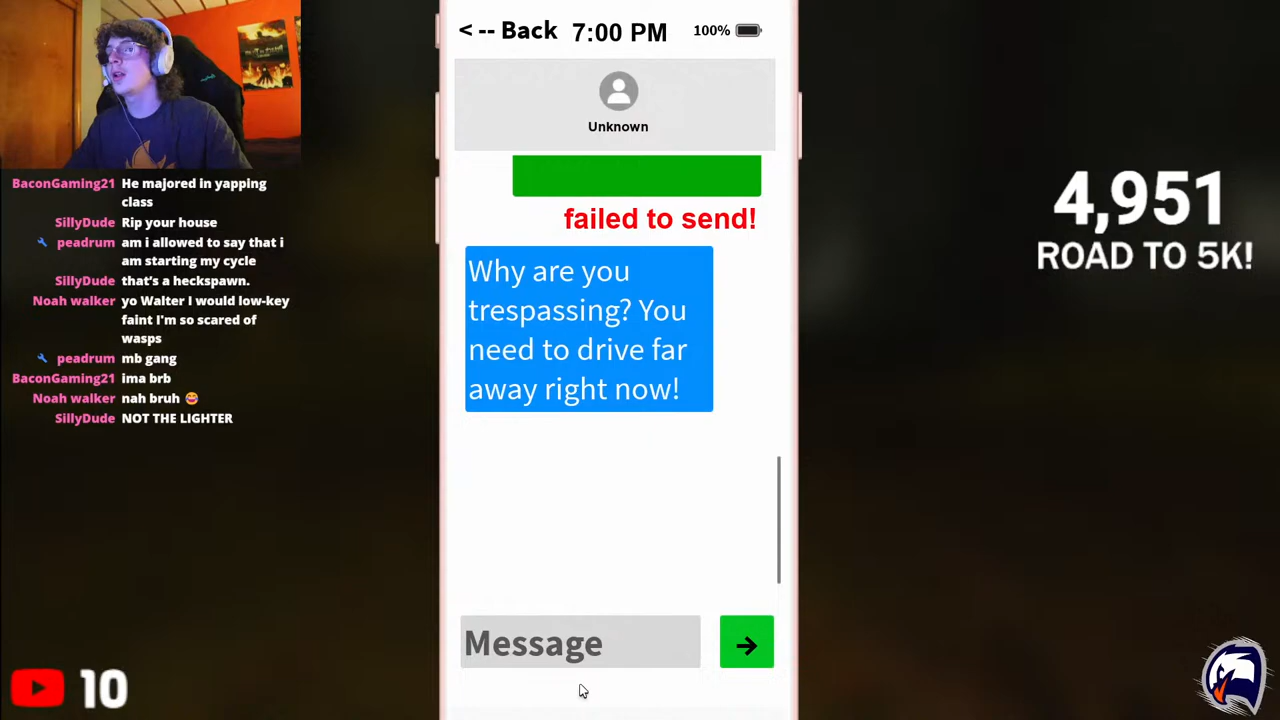 < -- Back 7:00 PM 100%
Unknown
failed to send!
Why are you
trespassing? You
need to drive far
away right now!
Message
BaconGaming21 He majored in yapping
class
SillyDude Rip your house
peadrum am i allowed to say that i
am starting my cycle
SillyDude that's a heckspawn.
Noah walker yo Walter I would low-key
faint I'm so scared of
wasps
peadrum mb gang
BaconGaming21 ima brb
Noah walker nah bruh 😂
SillyDude NOT THE LIGHTER
4,951
ROAD TO 5K!
10